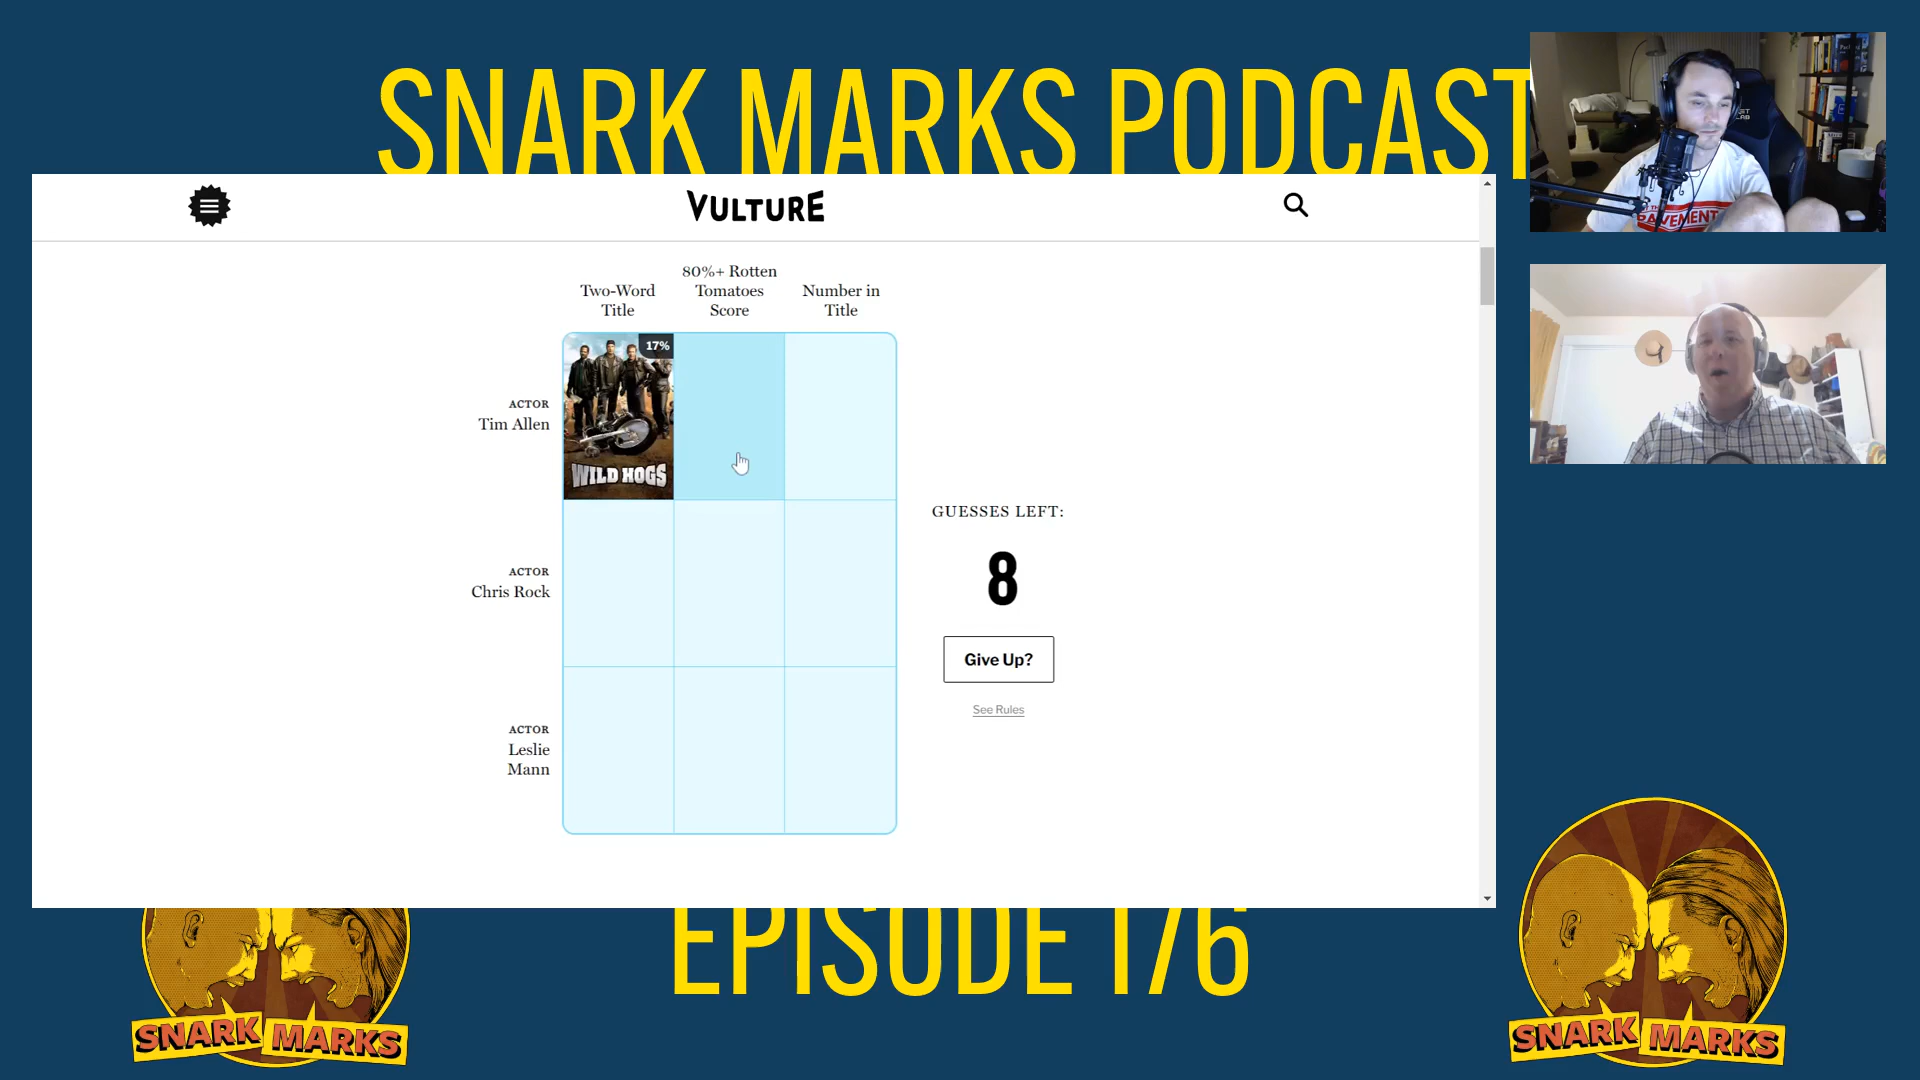 SNARK MARKS PODCAST
VULTURE
Two-Word
Title
80%+ Rotten
Tomatoes
Score
Number in
Title
17%
WILD HOGS
ACTOR
Tim Allen
ACTOR
Chris Rock
ACTOR
Leslie
Mann
GUESSES LEFT:
8
Give Up?
See Rules
PAVEMENT
EPISODE 176
SNARK MARKS
SNARK MARKS